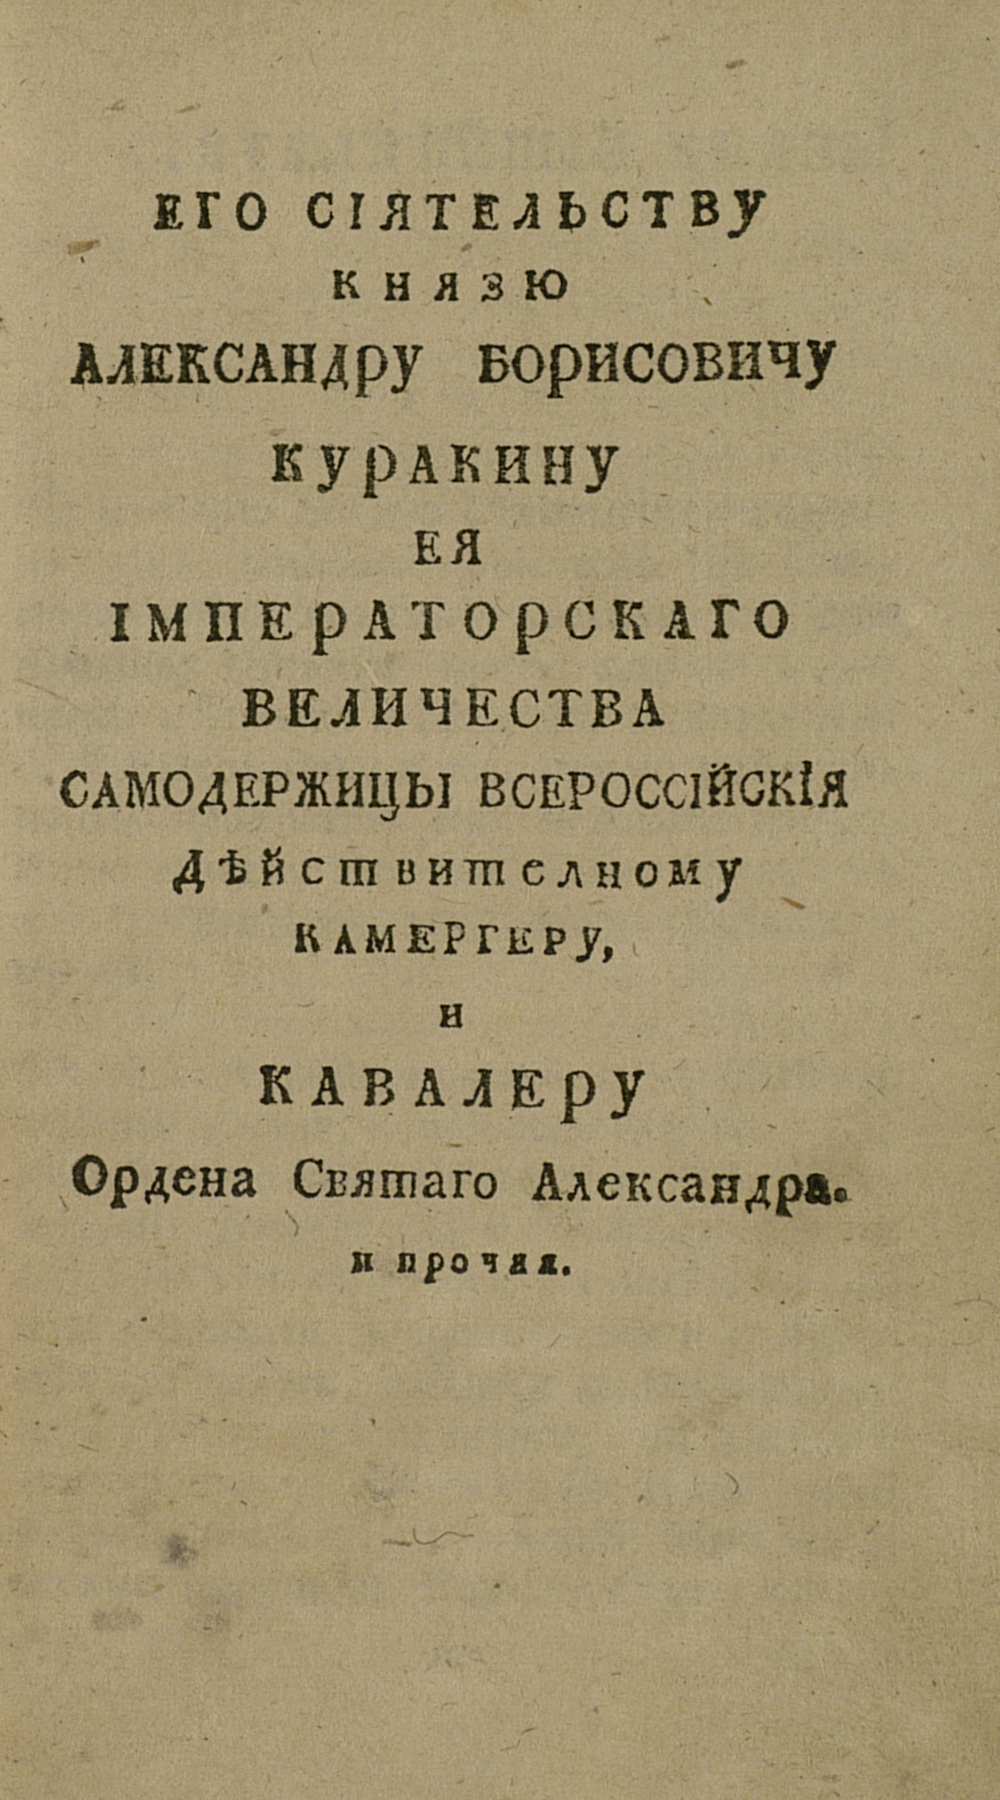 ЕГО СІЯТЕЛЬСТВУ
КНЯЗЮ
АЛЕКСАНДРУ БОРИСОВИЧУ
КУРАКИНУ
ЕЯ
ІМПЕРАТОРСКАГО
ВЕЛИЧЕСТВА
САМОДЕРЖИЦЫ ВСЕРОССІЙСКІЯ
Дѣйствителному
КАМЕРГЕРУ,
и
КАВАЛЕРУ
Ордена Святаго Александра.
и прочая.